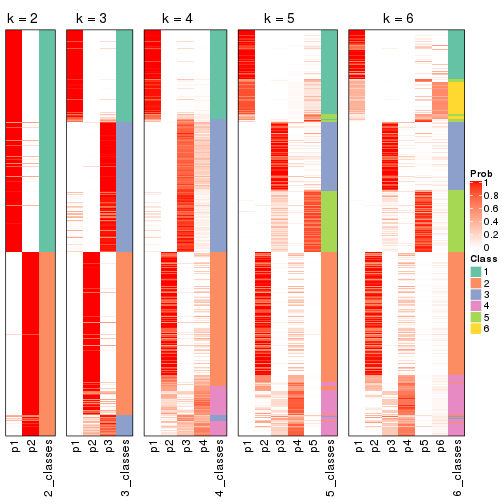 k = 2
k = 3
k = 4
k = 5
k = 6
Prob
1
0.8
0.6
0.4
0.2
0
Class
1
2
3
4
5
6
p1
p2
2_classes
p1
p2
p3
3_classes
p1
p2
p3
p4
4_classes
p1
p2
p3
p4
p5
5_classes
p1
p2
p3
p4
p5
p6
6_classes